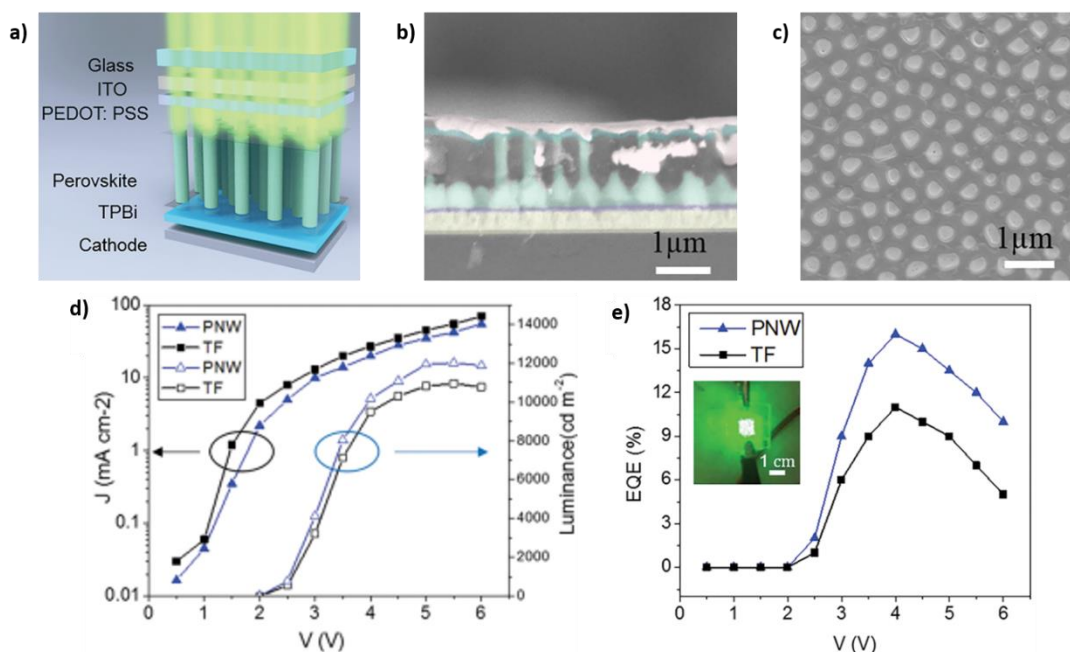 a)
Glass
ITO
PEDOT: PSS
Perovskite
TPBi
Cathode
b)
1μm
c)
1μm
d)
PNW
TF
PNW
TF
100
10
1
0.1
0.01
J (mA cm-2)
14000
12000
10000
8000
6000
4000
2000
0
Luminance(cd m⁻²)
0 1 2 3 4 5 6
V (V)
e)
PNW
TF
1 cm
18
15
12
9
6
3
0
EQE (%)
0 1 2 3 4 5 6
V (V)